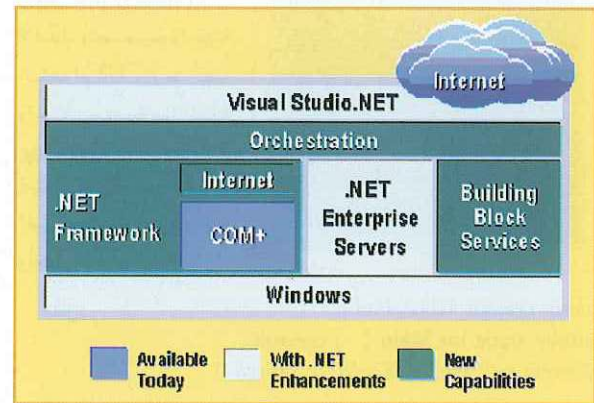 Internet
Visual Studio.NET
Orchestration
.NET
Framework
Internet
COM+
.NET
Enterprise
Servers
Building
Block
Services
Windows
Available
Today
With .NET
Enhancements
New
Capabilities